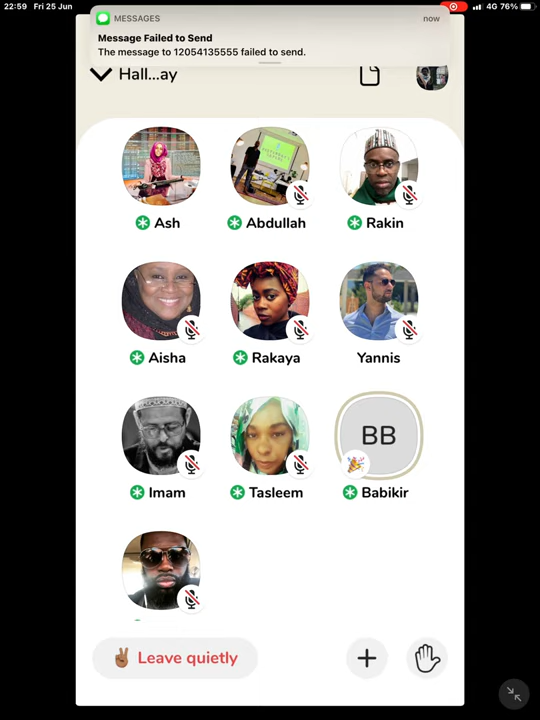 22:59 Fri 25 Jun
4G 76%
MESSAGES
now
Message Failed to Send
The message to 12054135555 failed to send.
Hall...ay
Ash
Abdullah
Rakin
Aisha
Rakaya
Yannis
BB
Imam
Tasleem
Babikir
Leave quietly